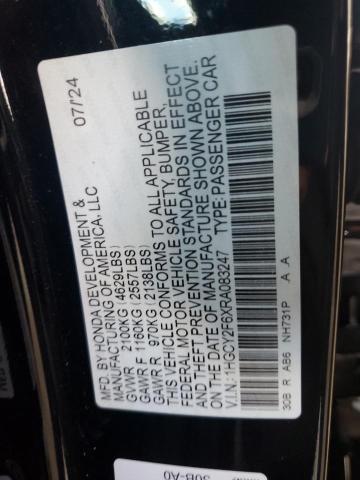 MFD. BY HONDA DEVELOPMENT &
MANUFACTURING OF AMERICA, LLC
07/24
GVWR 2100KG (4629LBS)
GAWR F 1160KG (2557LBS)
GAWR R 970KG (2138LBS)
THIS VEHICLE CONFORMS TO ALL APPLICABLE
FEDERAL MOTOR VEHICLE SAFETY, BUMPER,
AND THEFT PREVENTION STANDARDS IN EFFECT
ON THE DATE OF MANUFACTURE SHOWN ABOVE.
V.I.N.: 1HGCY2F6XRA083247 TYPE: PASSENGER CAR
30B R AB6 NH731P A A
30B-A0